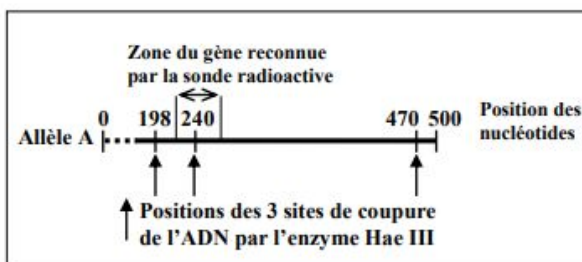 Zone du gène reconnue
par la sonde radioactive
0 198 240 470 500 Position des
Allèle A nucléotides
Positions des 3 sites de coupure
de l'ADN par l'enzyme Hae III